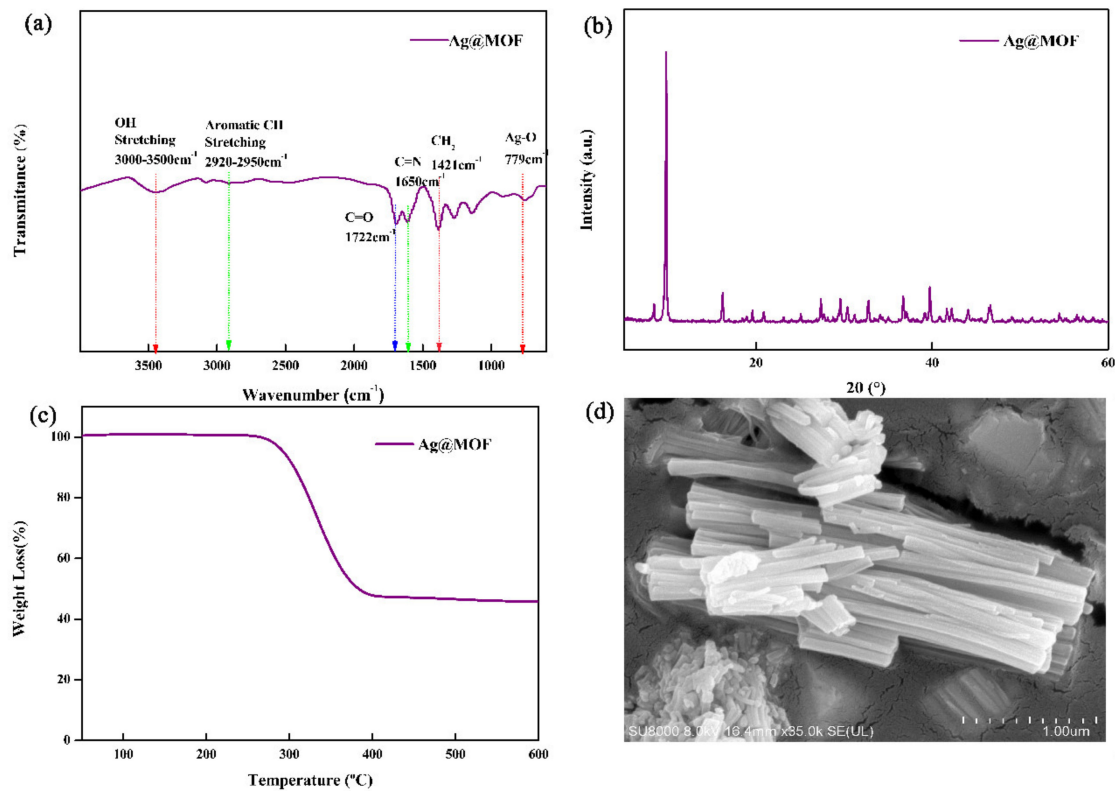 (a)
Ag@MOF
OH
Stretching
3000-3500cm-1
Aromatic CH
Stretching
2920-2950cm-1
C=N
1650cm-1
CH2
1421cm-1
Ag-O
779cm-1
C=O
1722cm-1
Transmitance (%)
3500
3000
2500
2000
1500
1000
Wavenumber (cm-1)
(b)
Ag@MOF
Intensity (a.u.)
20
40
60
2θ (°)
(c)
Ag@MOF
Weight Loss(%)
100
80
60
40
20
0
100
200
300
400
500
600
Temperature (ºC)
(d)
SU8000 8.0kV 16.4mm x35.0k SE(UL)
1.00um